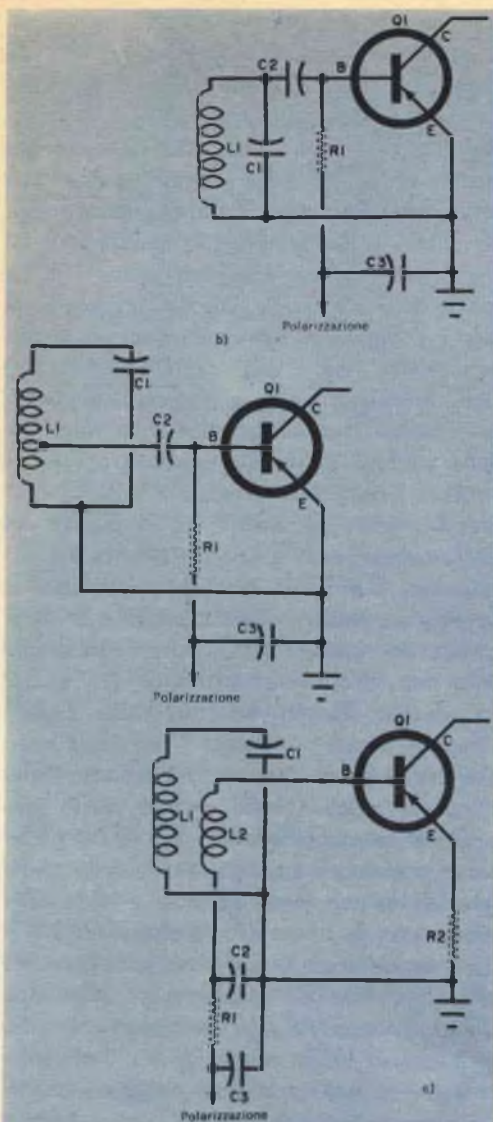 Q1
C
C2
B
L1
C1
R1
E
C3
Polarizzazione
b)
C1
Q1
C
L1
C2
B
R1
E
C3
Polarizzazione
Q1
C1
C
B
L1
L2
E
R2
C2
R1
C3
c)
Polarizzazione